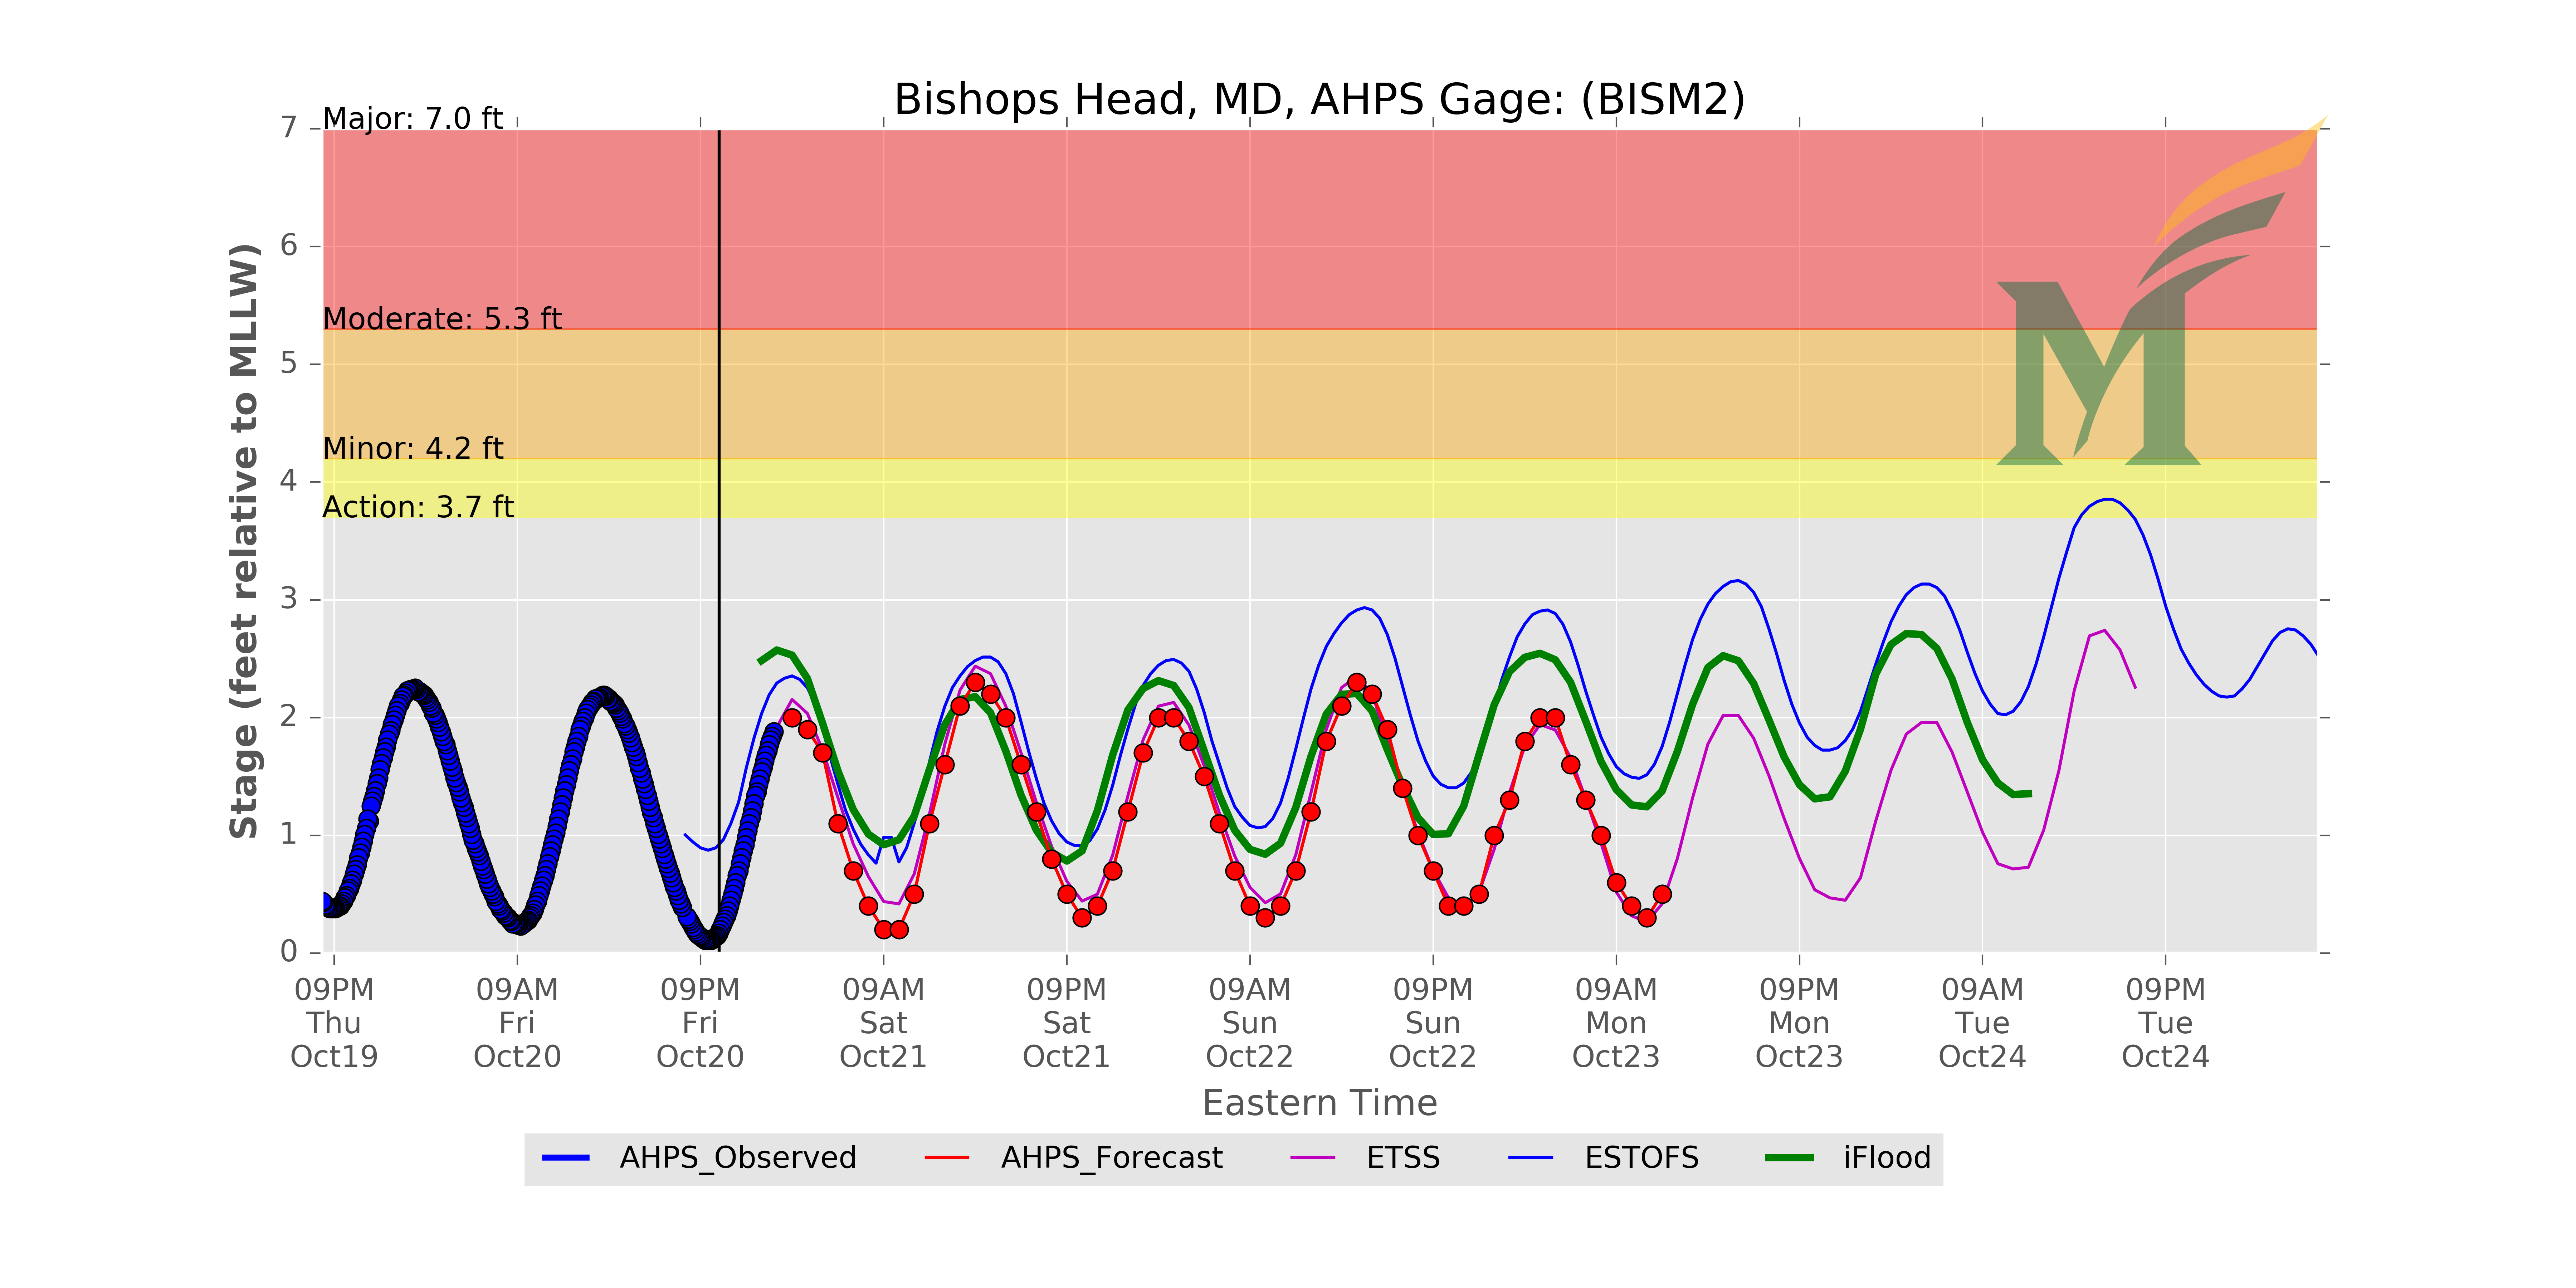 Bishops Head, MD, AHPS Gage: (BISM2)
Major: 7.0 ft
Moderate: 5.3 ft
Minor: 4.2 ft
Action: 3.7 ft
Stage (feet relative to MLLW)
7
6
5
4
3
2
1
0
09PM Thu Oct19
09AM Fri Oct20
09PM Fri Oct20
09AM Sat Oct21
09PM Sat Oct21
09AM Sun Oct22
09PM Sun Oct22
09AM Mon Oct23
09PM Mon Oct23
09AM Tue Oct24
09PM Tue Oct24
Eastern Time
AHPS_Observed AHPS_Forecast ETSS ESTOFS iFlood